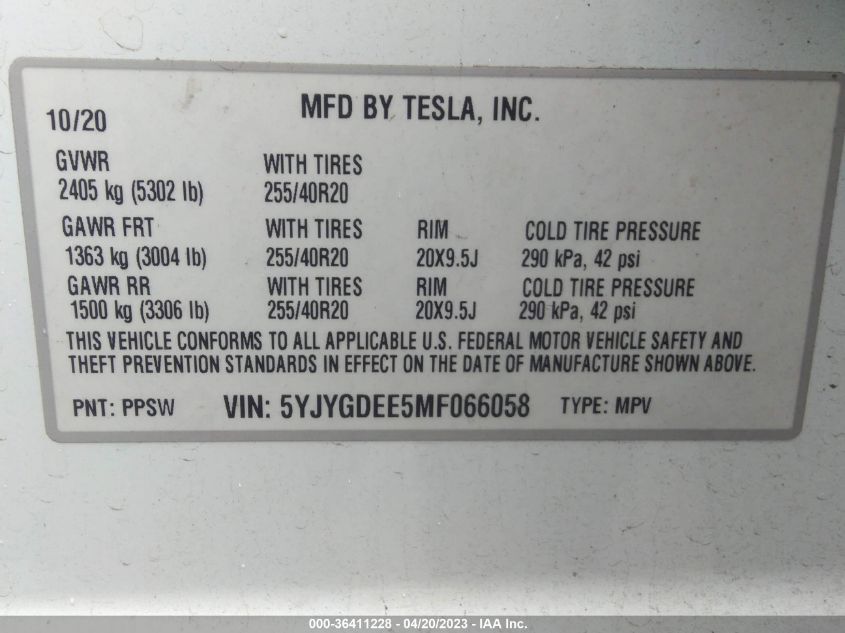 MFD BY TESLA, INC.
10/20
GVWR WITH TIRES
2405 kg (5302 lb) 255/40R20
GAWR FRT WITH TIRES RIM COLD TIRE PRESSURE
1363 kg (3004 lb) 255/40R20 20X9.5J 290 kPa, 42 psi
GAWR RR WITH TIRES RIM COLD TIRE PRESSURE
1500 kg (3306 lb) 255/40R20 20X9.5J 290 kPa, 42 psi
THIS VEHICLE CONFORMS TO ALL APPLICABLE U.S. FEDERAL MOTOR VEHICLE SAFETY AND
THEFT PREVENTION STANDARDS IN EFFECT ON THE DATE OF MANUFACTURE SHOWN ABOVE.
PNT: PPSW VIN: 5YJYGDEE5MF066058 TYPE: MPV
000-36411228 - 04/20/2023 - IAA Inc.